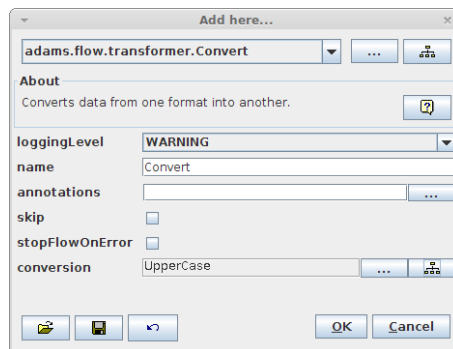 Add here...
adams.flow.transformer.Convert ...
About
Converts data from one format into another.
loggingLevel WARNING
name Convert
annotations ...
skip
stopFlowOnError
conversion UpperCase ...
OK Cancel